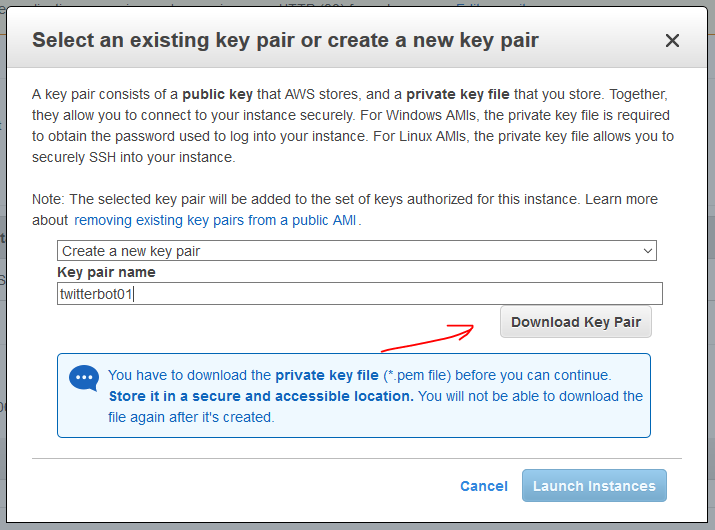 Select an existing key pair or create a new key pair
A key pair consists of a public key that AWS stores, and a private key file that you store. Together,
they allow you to connect to your instance securely. For Windows AMIs, the private key file is required
to obtain the password used to log into your instance. For Linux AMIs, the private key file allows you to
securely SSH into your instance.
Note: The selected key pair will be added to the set of keys authorized for this instance. Learn more
about removing existing key pairs from a public AMI .
Create a new key pair
Key pair name
twitterbot01
Download Key Pair
You have to download the private key file (*.pem file) before you can continue.
Store it in a secure and accessible location. You will not be able to download the
file again after it's created.
Cancel
Launch Instances